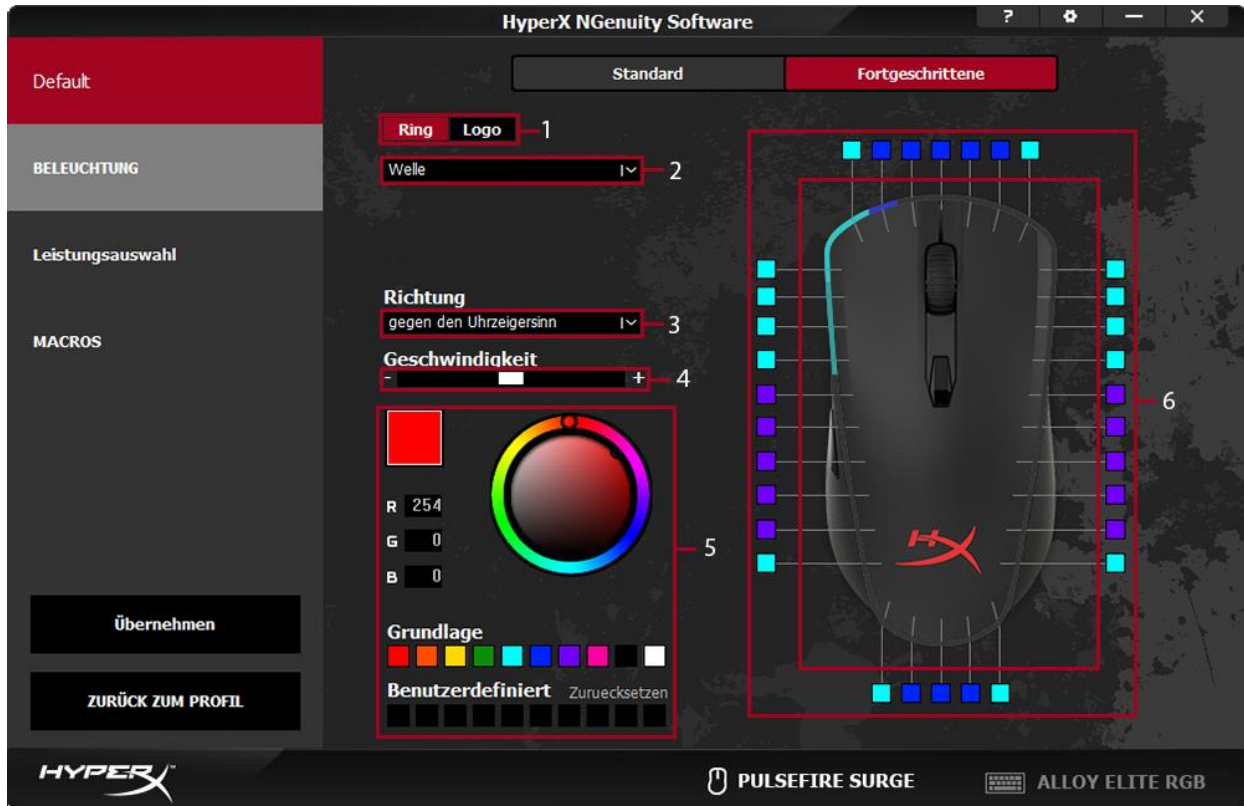 HyperX NGenuity Software
?
Default
BELEUCHTUNG
Leistungsauswahl
MACROS
Übernehmen
ZURÜCK ZUM PROFIL
Standard
Fortgeschrittene
Ring Logo 1
Welle 2
Richtung
gegen den Uhrzeigersinn 3
Geschwindigkeit
- + 4
R 254
G 0
B 0
5
Grundlage
Benutzerdefiniert Zuruecksetzen
6
HX
HYPERX™
PULSEFIRE SURGE
ALLOY ELITE RGB